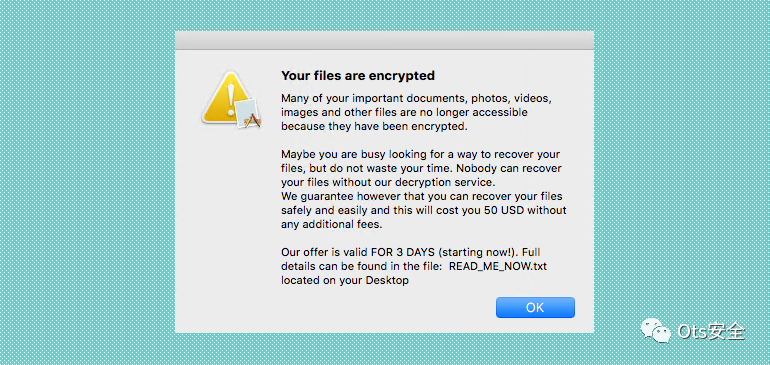 Your files are encrypted
Many of your important documents, photos, videos,
images and other files are no longer accessible
because they have been encrypted.
Maybe you are busy looking for a way to recover your
files, but do not waste your time. Nobody can recover
your files without our decryption service.
We guarantee however that you can recover your files
safely and easily and this will cost you 50 USD without
any additional fees.
Our offer is valid FOR 3 DAYS (starting now!). Full
details can be found in the file:  READ_ME_NOW.txt
located on your Desktop
OK
Ots安全